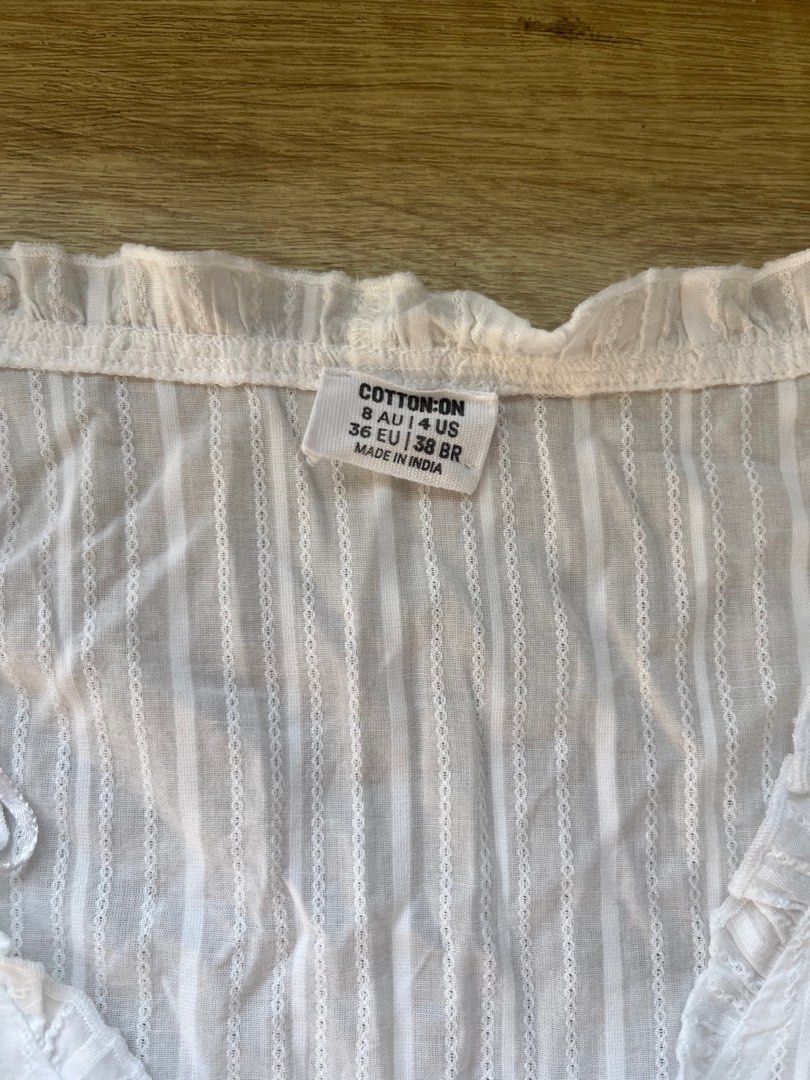 COTTON:ON
8 AU | 4 US
36 EU | 38 BR
MADE IN INDIA